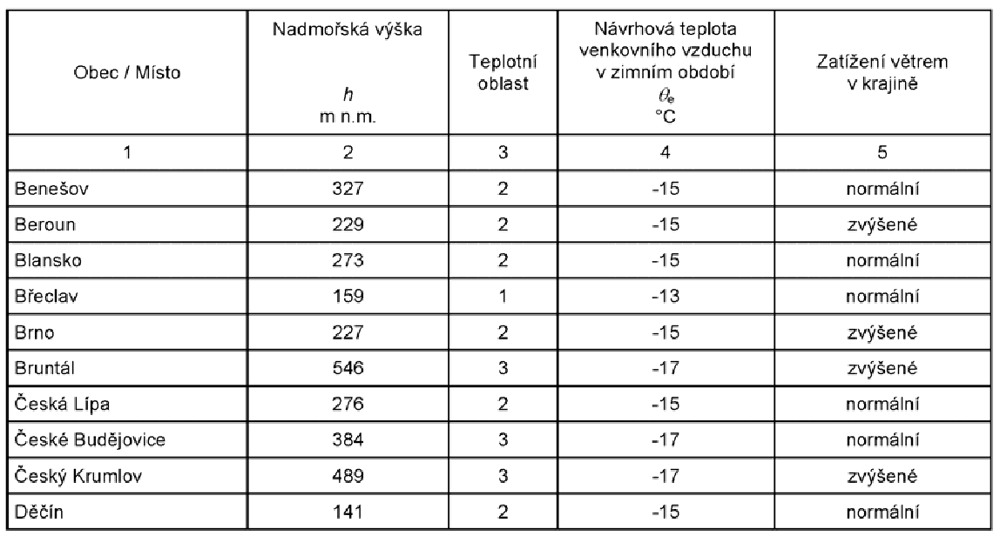 Obec / Místo
Nadmořská výška
h
m n.m.
Teplotní
oblast
Návrhová teplota
venkovního vzduchu
v zimním období
θe
°C
Zatížení větrem
v krajině
1 2 3 4 5
Benešov 327 2 -15 normální
Beroun 229 2 -15 zvýšené
Blansko 273 2 -15 normální
Břeclav 159 1 -13 normální
Brno 227 2 -15 zvýšené
Bruntál 546 3 -17 zvýšené
Česká Lípa 276 2 -15 normální
České Budějovice 384 3 -17 normální
Český Krumlov 489 3 -17 zvýšené
Děčín 141 2 -15 normální